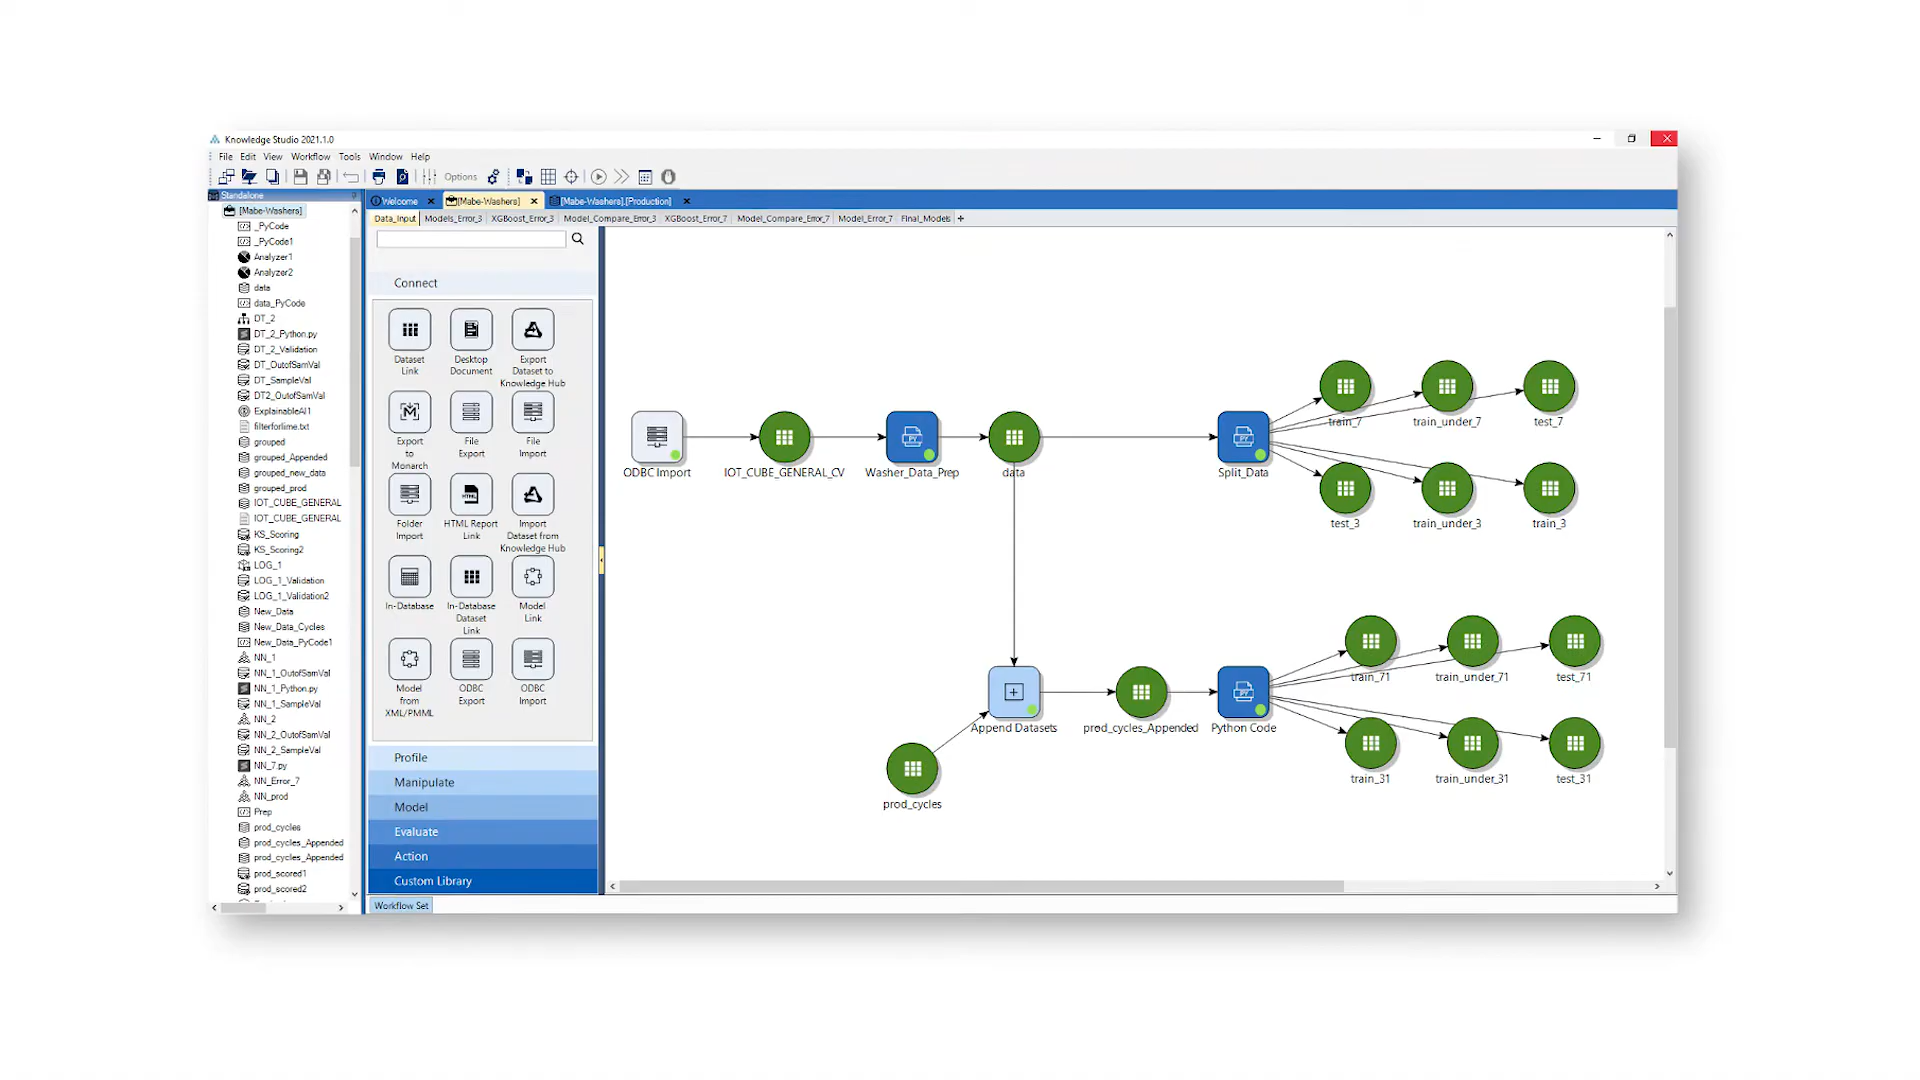 Knowledge Studio 2021.1.0
File Edit View Workflow Tools Window Help
Options
Standalone
[Mabe-Washers]
_PyCode
_PyCode1
Analyzer1
Analyzer2
data
data_PyCode
DT_2
DT_2_Python.py
DT_2_Validation
DT_OutofSamVal
DT_SampleVal
DT2_OutofSamVal
ExplainableAI1
filterforlime.txt
grouped
grouped_Appended
grouped_new_data
grouped_prod
IOT_CUBE_GENERAL
IOT_CUBE_GENERAL
KS_Scoring
KS_Scoring2
LOG_1
LOG_1_Validation
LOG_1_Validation2
New_Data
New_Data_Cycles
New_Data_PyCode1
NN_1
NN_1_OutofSamVal
NN_1_Python.py
NN_1_SampleVal
NN_2
NN_2_OutofSamVal
NN_2_SampleVal
NN_7.py
NN_Error_7
NN_prod
Prep
prod_cycles
prod_cycles_Appended
prod_cycles_Appended
prod_scored1
prod_scored2
Welcome [Mabe-Washers] [Mabe-Washers].[Production]
Data_Input Models_Error_3 XGBoost_Error_3 Model_Compare_Error_3 XGBoost_Error_7 Model_Compare_Error_7 Model_Error_7 Final_Models +
Connect
Dataset
Link
Desktop
Document
Export
Dataset to
Knowledge Hub
Export
to
Monarch
File
Export
File
Import
Folder
Import
HTML
HTML Report
Link
Import
Dataset from
Knowledge Hub
In-Database
In-Database
Dataset
Link
Model
Link
Model
from
XML/PMML
ODBC
Export
ODBC
Import
Profile
Manipulate
Model
Evaluate
Action
Custom Library
Workflow Set
ODBC Import
IOT_CUBE_GENERAL_CV
PY
Washer_Data_Prep
data
PY
Split_Data
train_7
train_under_7
test_7
test_3
train_under_3
train_3
Append Datasets
prod_cycles
prod_cycles_Appended
PY
Python Code
train_71
train_under_71
test_71
train_31
train_under_31
test_31